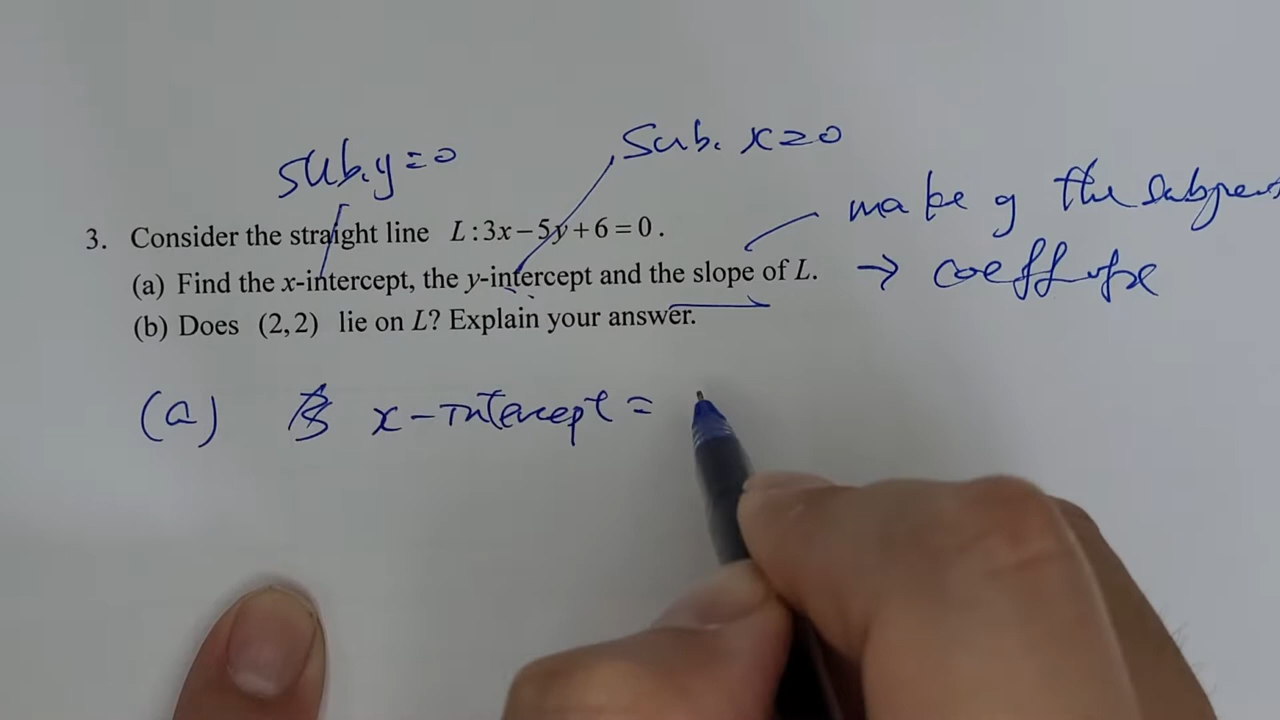 sub. y=0
Sub. x=0
make y the subject
3. Consider the straight line L:3x−5y+6=0.
(a) Find the x-intercept, the y-intercept and the slope of L.
→ coeff of x
(b) Does (2,2) lie on L? Explain your answer.
(a) x-intercept =